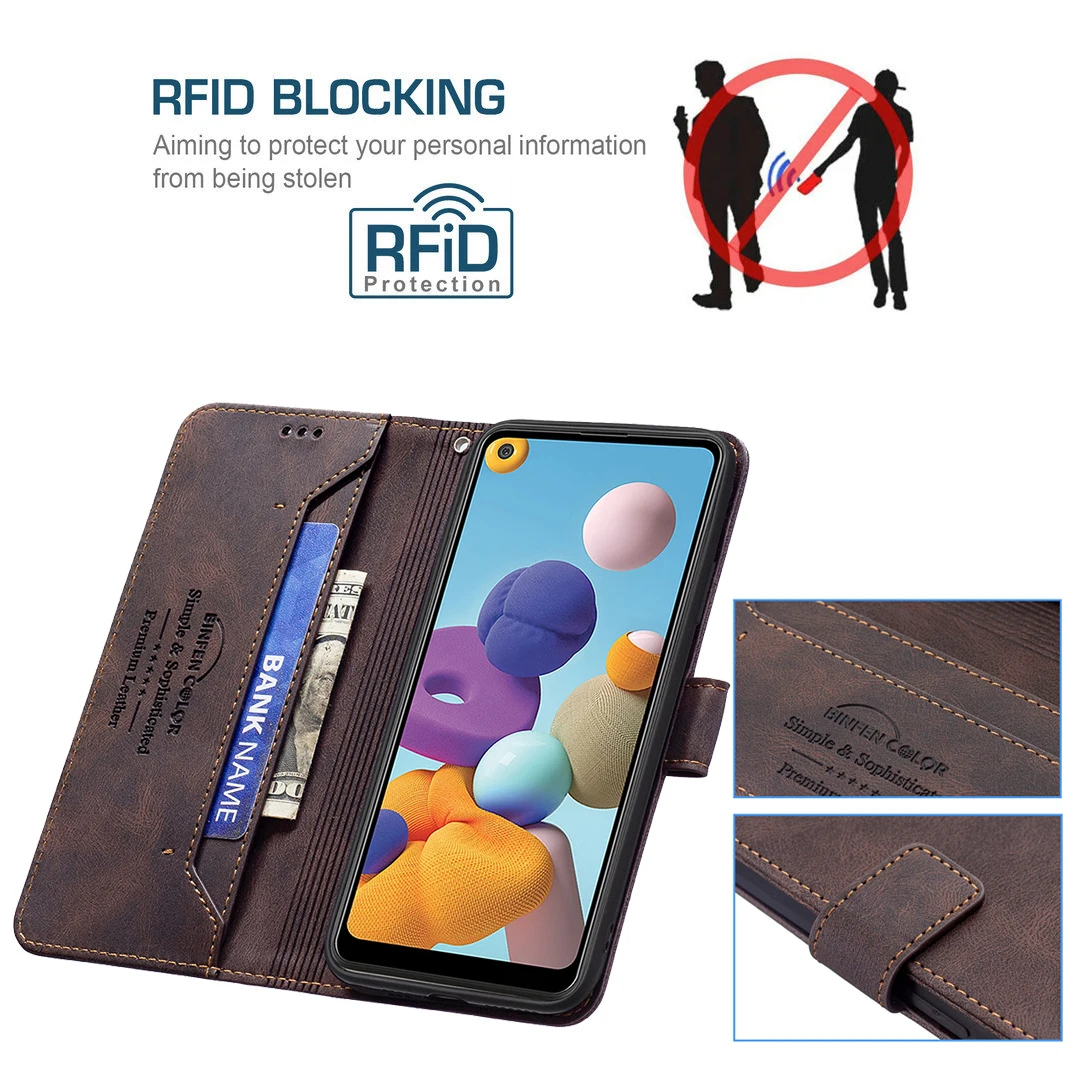 RFID BLOCKING
Aiming to protect your personal information
from being stolen
RFiD
Protection
BINFEN COLOR
Simple & Sophisticated
Premium Leather
BANK NAME
BINFEN COLOR
Simple & Sophisticat
Premium